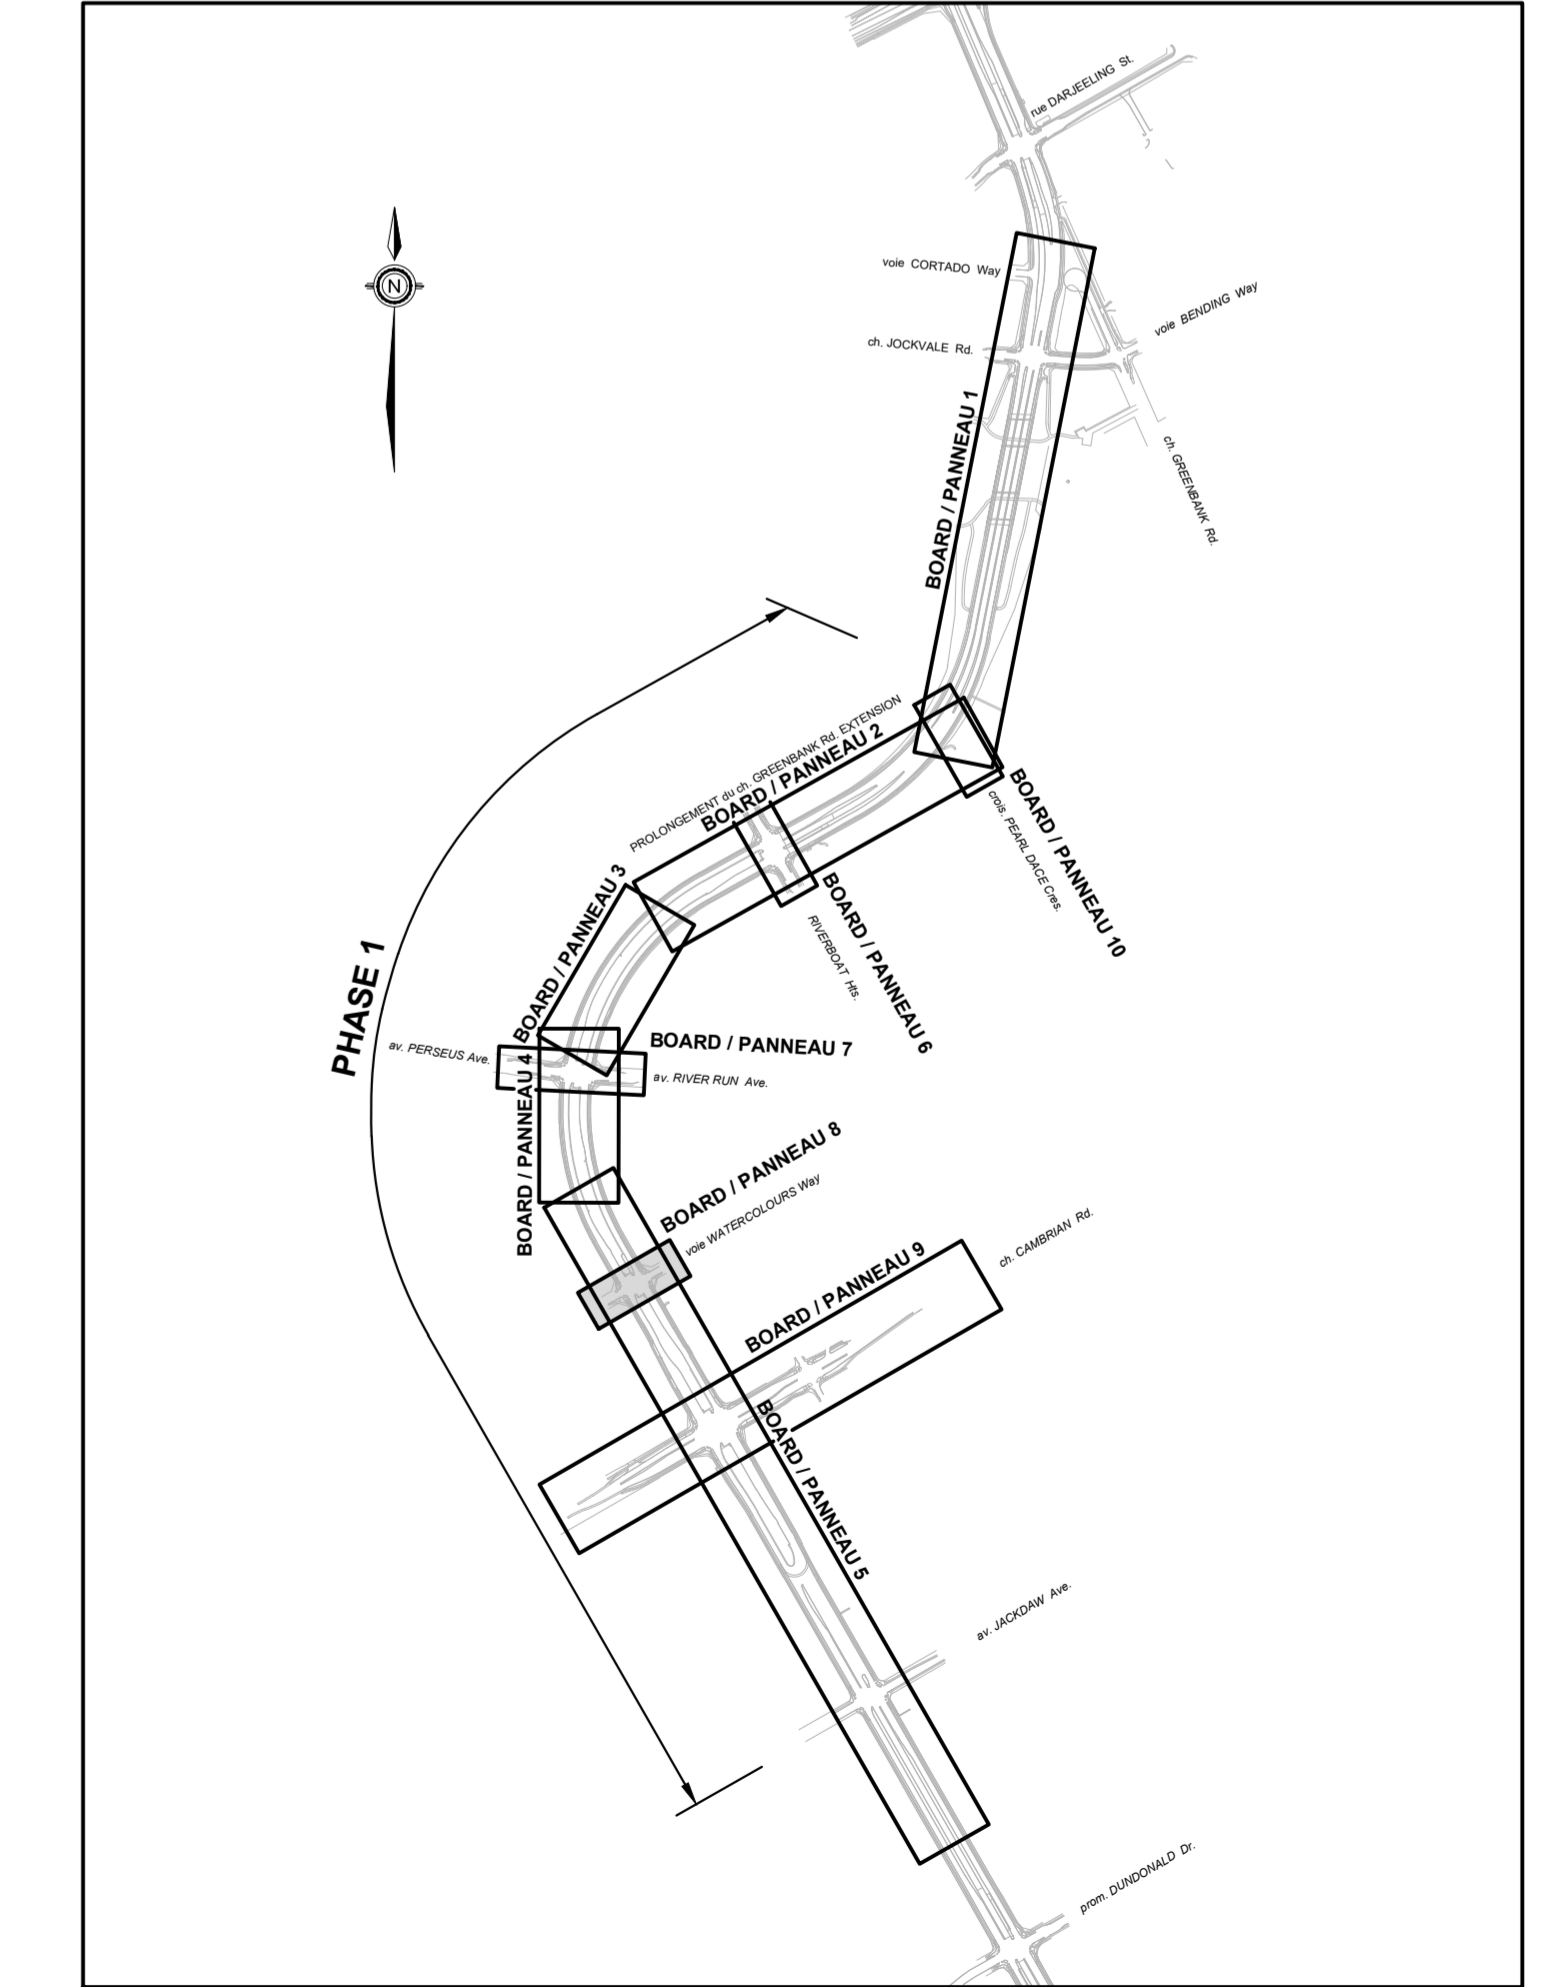 rue DARJEELING St.
N
voie CORTADO Way
voie BENDING Way
ch. JOCKVALE Rd.
BOARD / PANNEAU 1
ch. GREENBANK Rd.
PROLONGEMENT du ch. GREENBANK Rd. EXTENSION
BOARD / PANNEAU 2
BOARD / PANNEAU 10
crois. PEARL DACE Cres.
BOARD / PANNEAU 3
BOARD / PANNEAU 6
RIVERBOAT Hts.
PHASE 1
av. PERSEUS Ave.
BOARD / PANNEAU 7
av. RIVER RUN Ave.
BOARD / PANNEAU 4
BOARD / PANNEAU 8
voie WATERCOLOURS Way
BOARD / PANNEAU 9
ch. CAMBRIAN Rd.
BOARD / PANNEAU 5
av. JACKDAW Ave.
prom. DUNDONALD Dr.